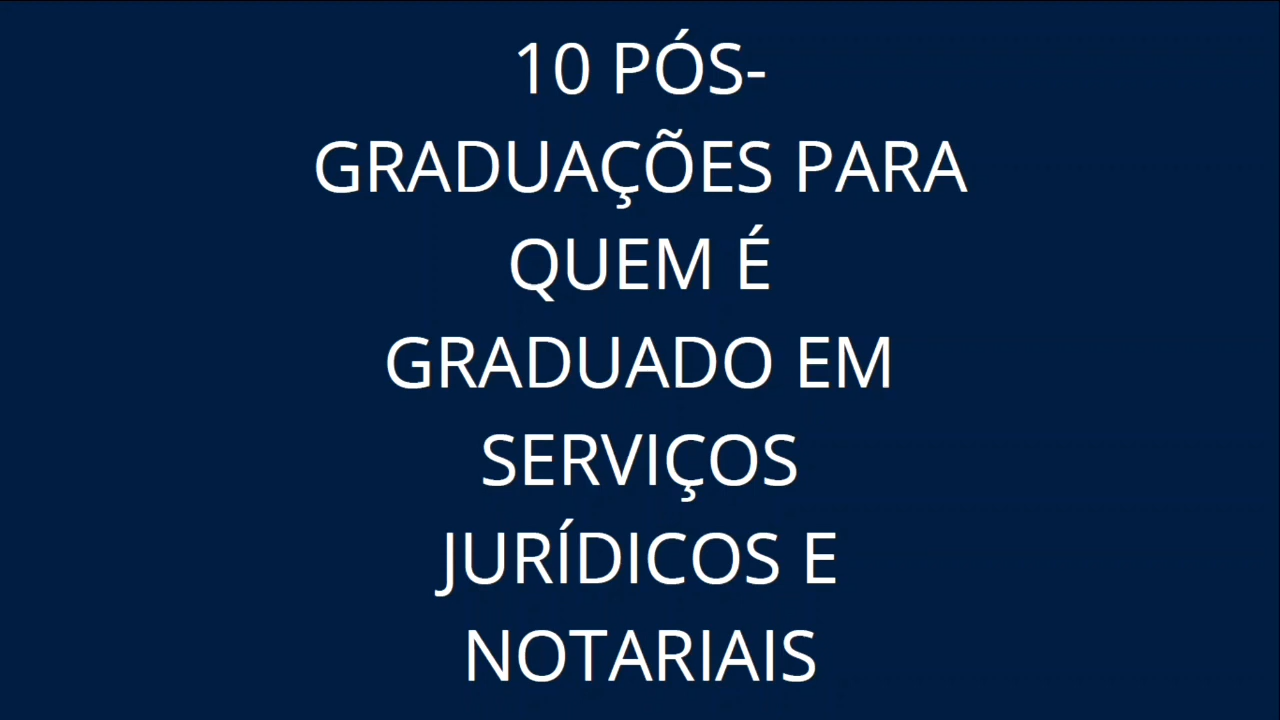 10 PÓS-
GRADUAÇÕES PARA
QUEM É
GRADUADO EM
SERVIÇOS
JURÍDICOS E
NOTARIAIS